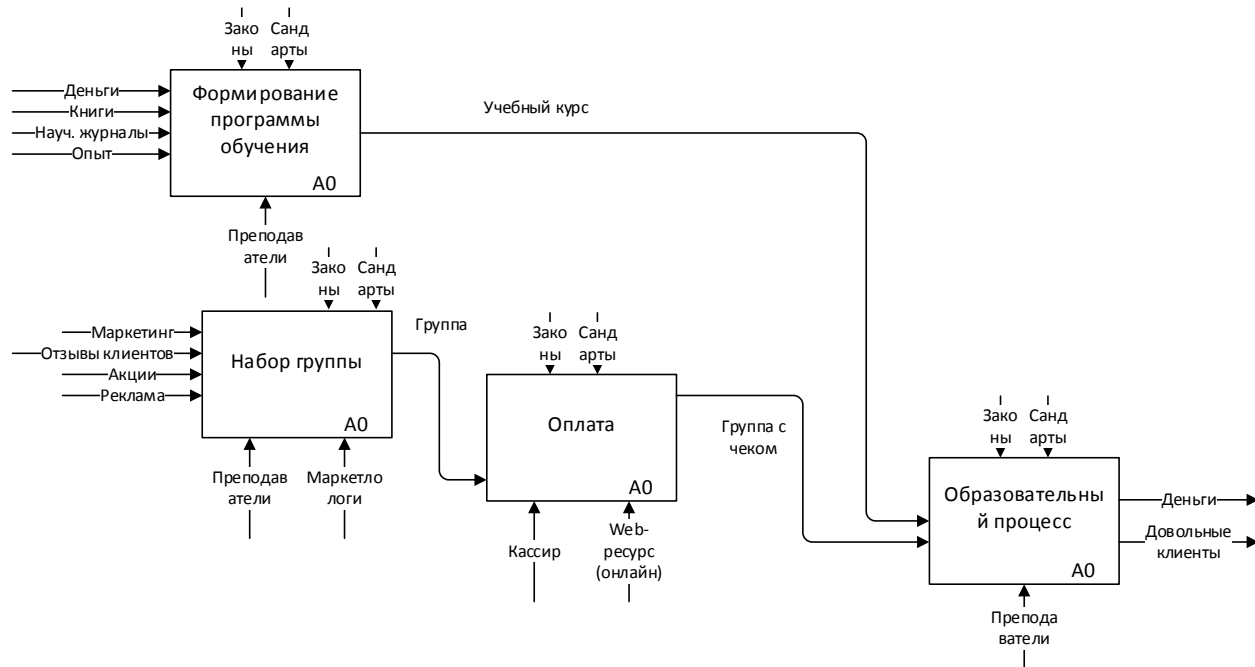 Зако
ны
Санд
арты
Деньги
Книги
Науч. журналы
Опыт
Формирование
программы
обучения
A0
Учебный курс
Преподав
атели
Зако
ны
Санд
арты
Маркетинг
Отзывы клиентов
Акции
Реклама
Набор группы
A0
Группа
Преподав
атели
Маркетло
логи
Зако
ны
Санд
арты
Оплата
A0
Группа с
чеком
Кассир
Web-
ресурс
(онлайн)
Зако
ны
Санд
арты
Образовательны
й процесс
A0
Деньги
Довольные
клиенты
Препода
ватели